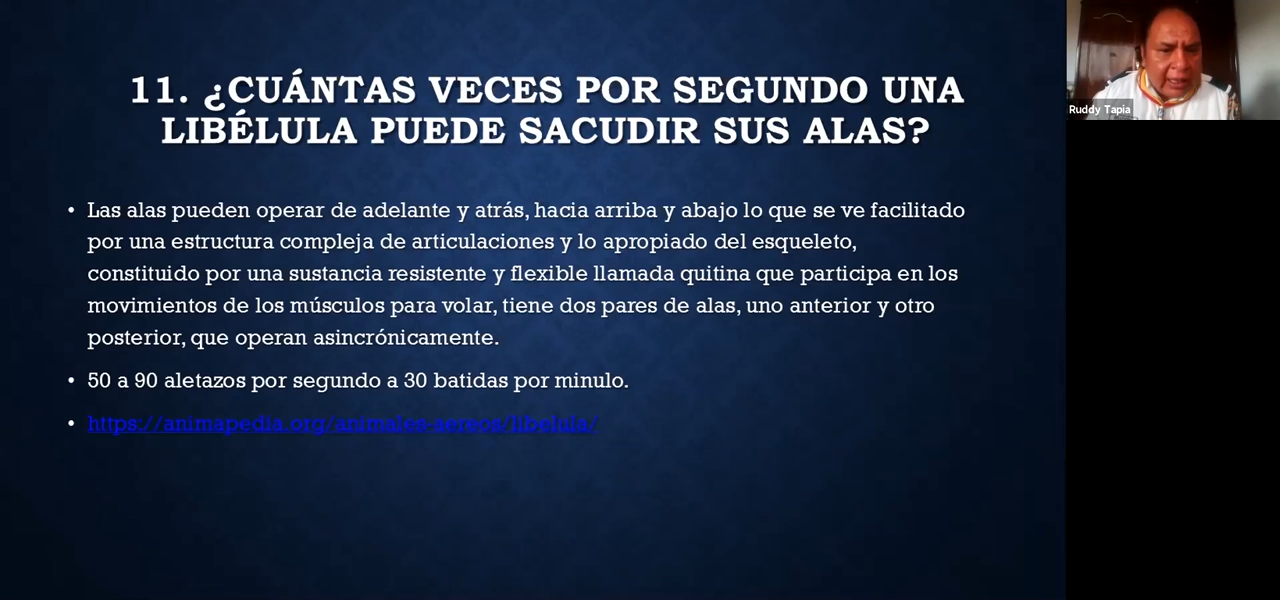 11. ¿CUÁNTAS VECES POR SEGUNDO UNA
LIBÉLULA PUEDE SACUDIR SUS ALAS?
• Las alas pueden operar de adelante y atrás, hacia arriba y abajo lo que se ve facilitado
por una estructura compleja de articulaciones y lo apropiado del esqueleto,
constituido por una sustancia resistente y flexible llamada quitina que participa en los
movimientos de los músculos para volar, tiene dos pares de alas, uno anterior y otro
posterior, que operan asincrónicamente.
• 50 a 90 aletazos por segundo a 30 batidas por minulo.
• https://animapedia.org/animales-aereos/libelula/
Ruddy Tapia